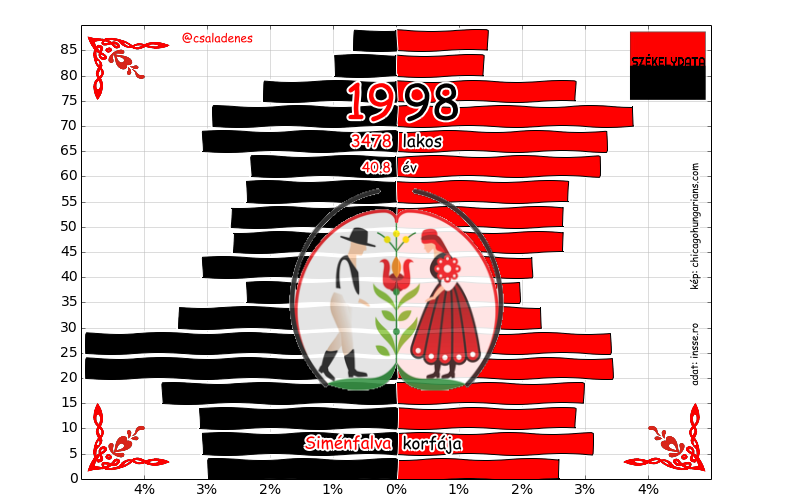 @csaladenes
SZÉKELYDATA
1998
3478 lakos
40.8 év
Siménfalva korfája
kép: chicagohungarians.com
adat: insse.ro
85
80
75
70
65
60
55
50
45
40
35
30
25
20
15
10
5
0
4% 3% 2% 1% 0% 1% 2% 3% 4%